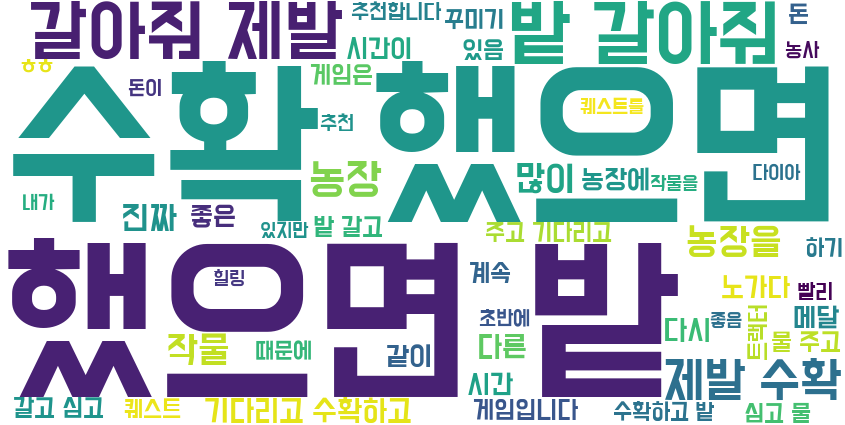 갈아줘 제발
추천합니다
꾸미기
밭 갈아줘
돈
시간이
있음
농사
ㅎㅎ
돈이
게임은
수확 했으면
퀘스트들
추천
농장
많이
농장에
작물을
다이아
내가
진짜
좋은
있지만
밭 갈고
주고 기다리고
농장을
하기
했으면 밭
힐링
계속
노가다
빨리
초반에
트랙터
좋음
메달
작물
때문에
같이
다른
다시
물 주고
시간
제발 수확
갈고 심고
퀘스트
기다리고 수확하고
게임입니다
수확하고 밭
심고 물